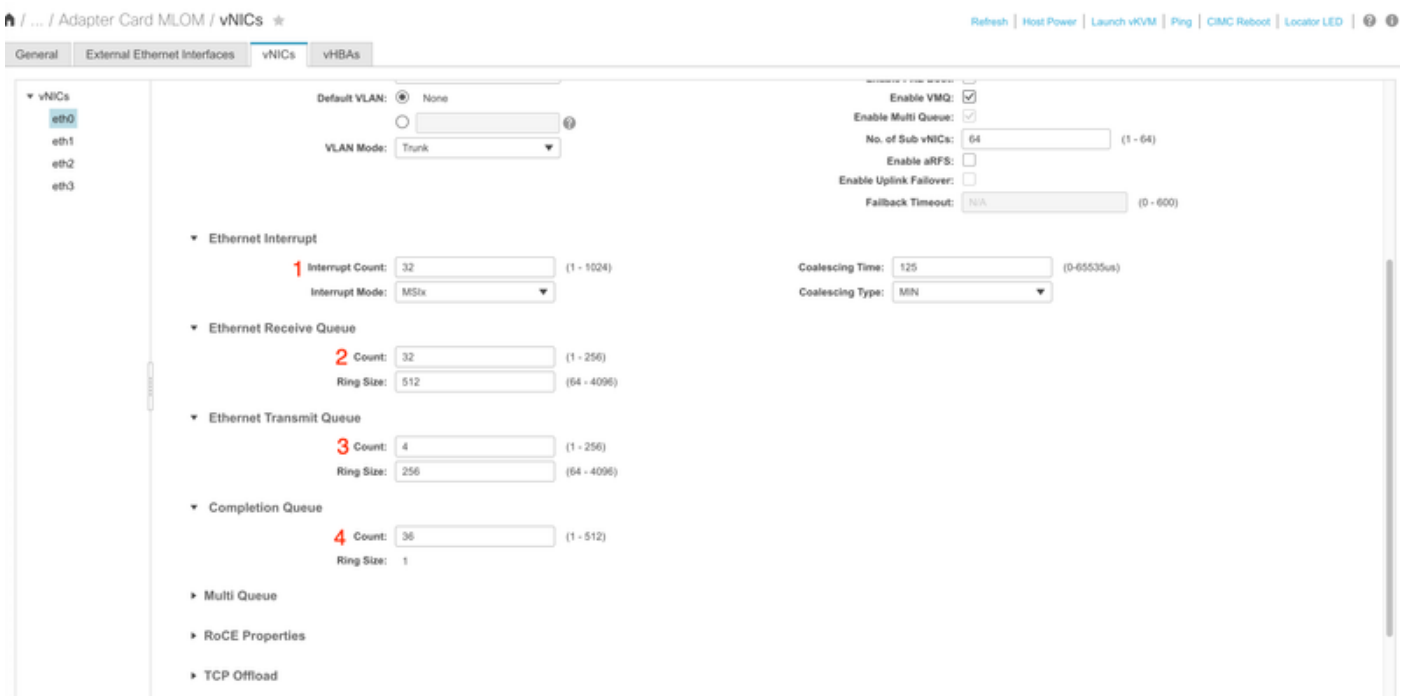 / ... / Adapter Card MLOM / vNICs ★
Refresh | Host Power | Launch vKVM | Ping | CIMC Reboot | Locator LED | ? i
General External Ethernet Interfaces vNICs vHBAs
▾ vNICs
eth0
eth1
eth2
eth3
Default VLAN: None
?
VLAN Mode: Trunk
Enable VMQ:
Enable Multi Queue:
No. of Sub vNICs: 64 (1 - 64)
Enable aRFS:
Enable Uplink Failover:
Failback Timeout: N/A (0 - 600)
▾ Ethernet Interrupt
1 Interrupt Count: 32 (1 - 1024) Coalescing Time: 125 (0-65535us)
Interrupt Mode: MSIx Coalescing Type: MIN
▾ Ethernet Receive Queue
2 Count: 32 (1 - 256)
Ring Size: 512 (64 - 4096)
▾ Ethernet Transmit Queue
3 Count: 4 (1 - 256)
Ring Size: 256 (64 - 4096)
▾ Completion Queue
4 Count: 36 (1 - 512)
Ring Size: 1
▸ Multi Queue
▸ RoCE Properties
▸ TCP Offload